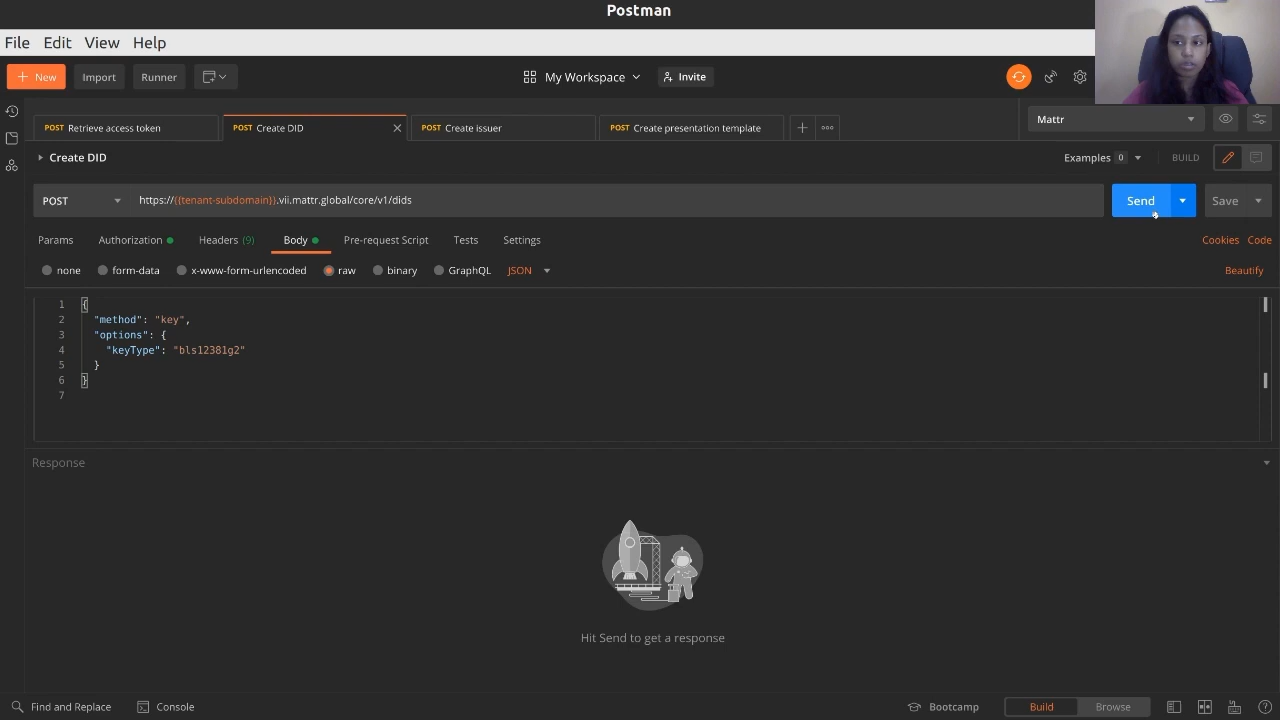 Postman
File Edit View Help
New Import Runner My Workspace Invite
POST Retrieve access token POST Create DID POST Create issuer POST Create presentation template Mattr
Create DID Examples 0 BUILD
POST https://{{tenant-subdomain}}.vii.mattr.global/core/v1/dids Send Save
Params Authorization Headers (9) Body Pre-request Script Tests Settings Cookies Code
none form-data x-www-form-urlencoded raw binary GraphQL JSON Beautify
1 {
2 "method": "key",
3 "options": {
4 "keyType": "bls12381g2"
5 }
6 }
7
Response
Hit Send to get a response
Find and Replace Console Bootcamp Build Browse